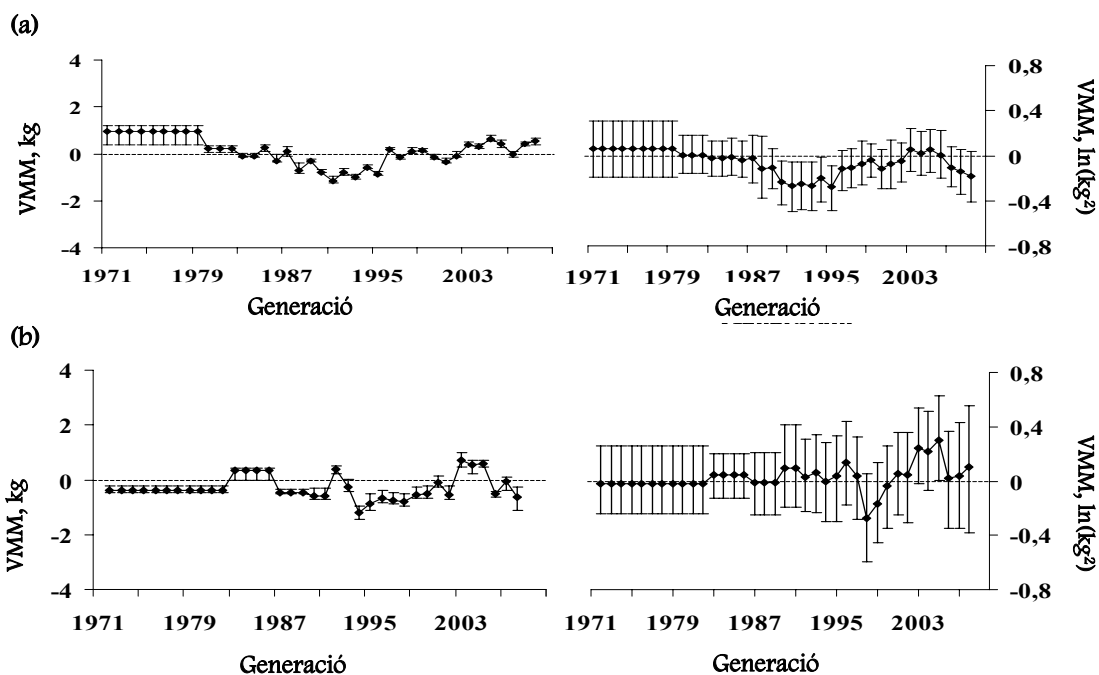 (a)
4
2
0
-2
-4
VMM, kg
1971 1979 1987 1995 2003
Generació
0,8
0,4
0
-0,4
-0,8
VMM, ln(kg²)
1971 1979 1987 1995 2003
Generació
(b)
4
2
0
-2
-4
VMM, kg
1971 1979 1987 1995 2003
Generació
0,8
0,4
0
-0,4
-0,8
VMM, ln(kg²)
1971 1979 1987 1995 2003
Generació